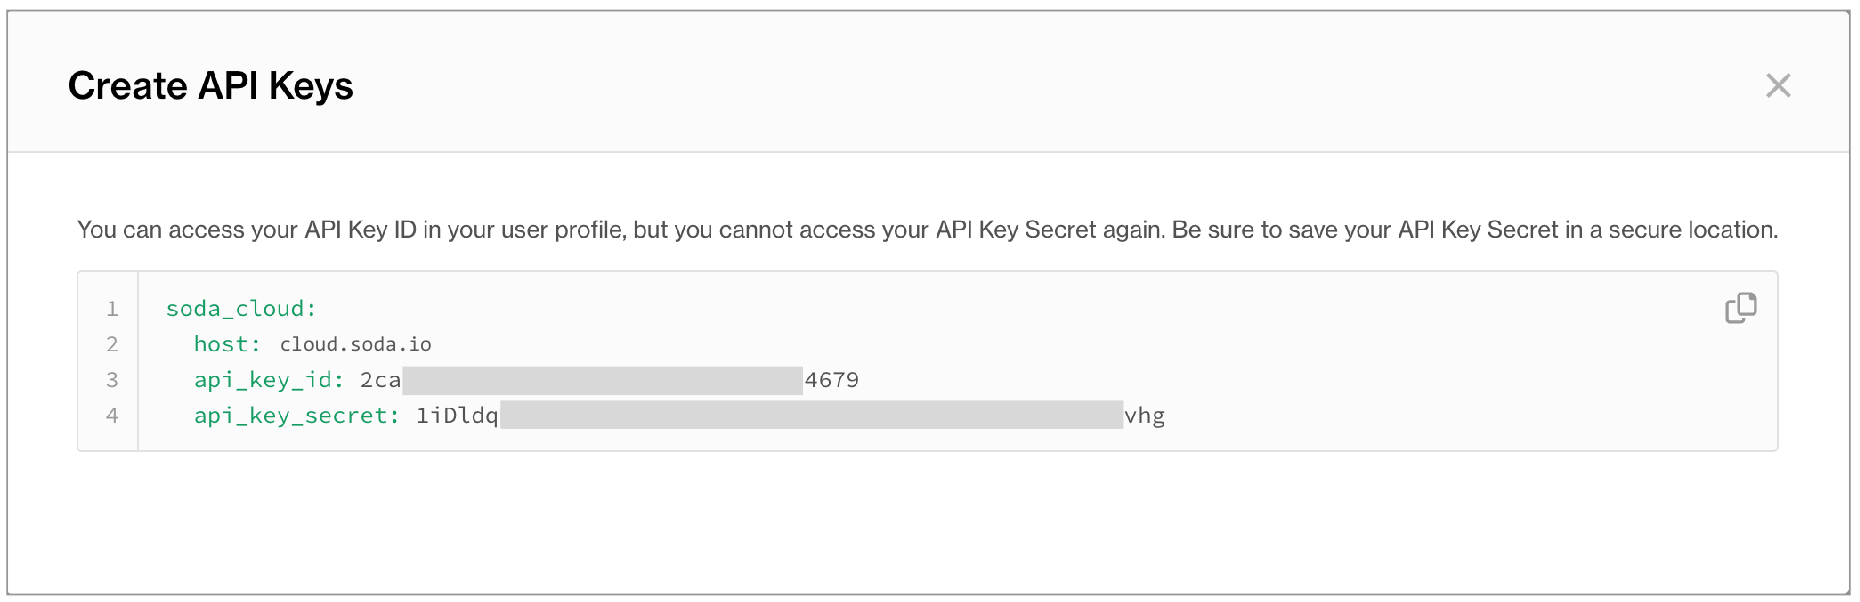 Create API Keys
You can access your API Key ID in your user profile, but you cannot access your API Key Secret again. Be sure to save your API Key Secret in a secure location.
1 soda_cloud:
2 host: cloud.soda.io
3 api_key_id: 2ca 4679
4 api_key_secret: 1iDldq vhg